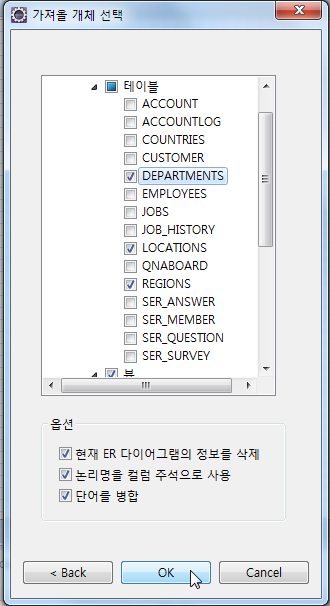 가져올 개체 선택
테이블
ACCOUNT
ACCOUNTLOG
COUNTRIES
CUSTOMER
DEPARTMENTS
EMPLOYEES
JOBS
JOB_HISTORY
LOCATIONS
QNABOARD
REGIONS
SER_ANSWER
SER_MEMBER
SER_QUESTION
SER_SURVEY
뷰
옵션
현재 ER 다이어그램의 정보를 삭제
논리명을 컬럼 주석으로 사용
단어를 병합
< Back OK Cancel